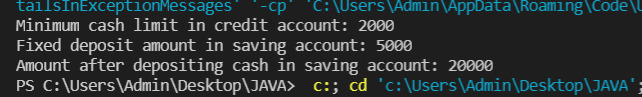 tailsInExceptionMessages' '-cp' 'C:\Users\Admin\AppData\Roaming\Code\
Minimum cash limit in credit account: 2000
Fixed deposit amount in saving account: 5000
Amount after depositing cash in saving account: 20000
PS C:\Users\Admin\Desktop\JAVA>  c:; cd 'c:\Users\Admin\Desktop\JAVA';